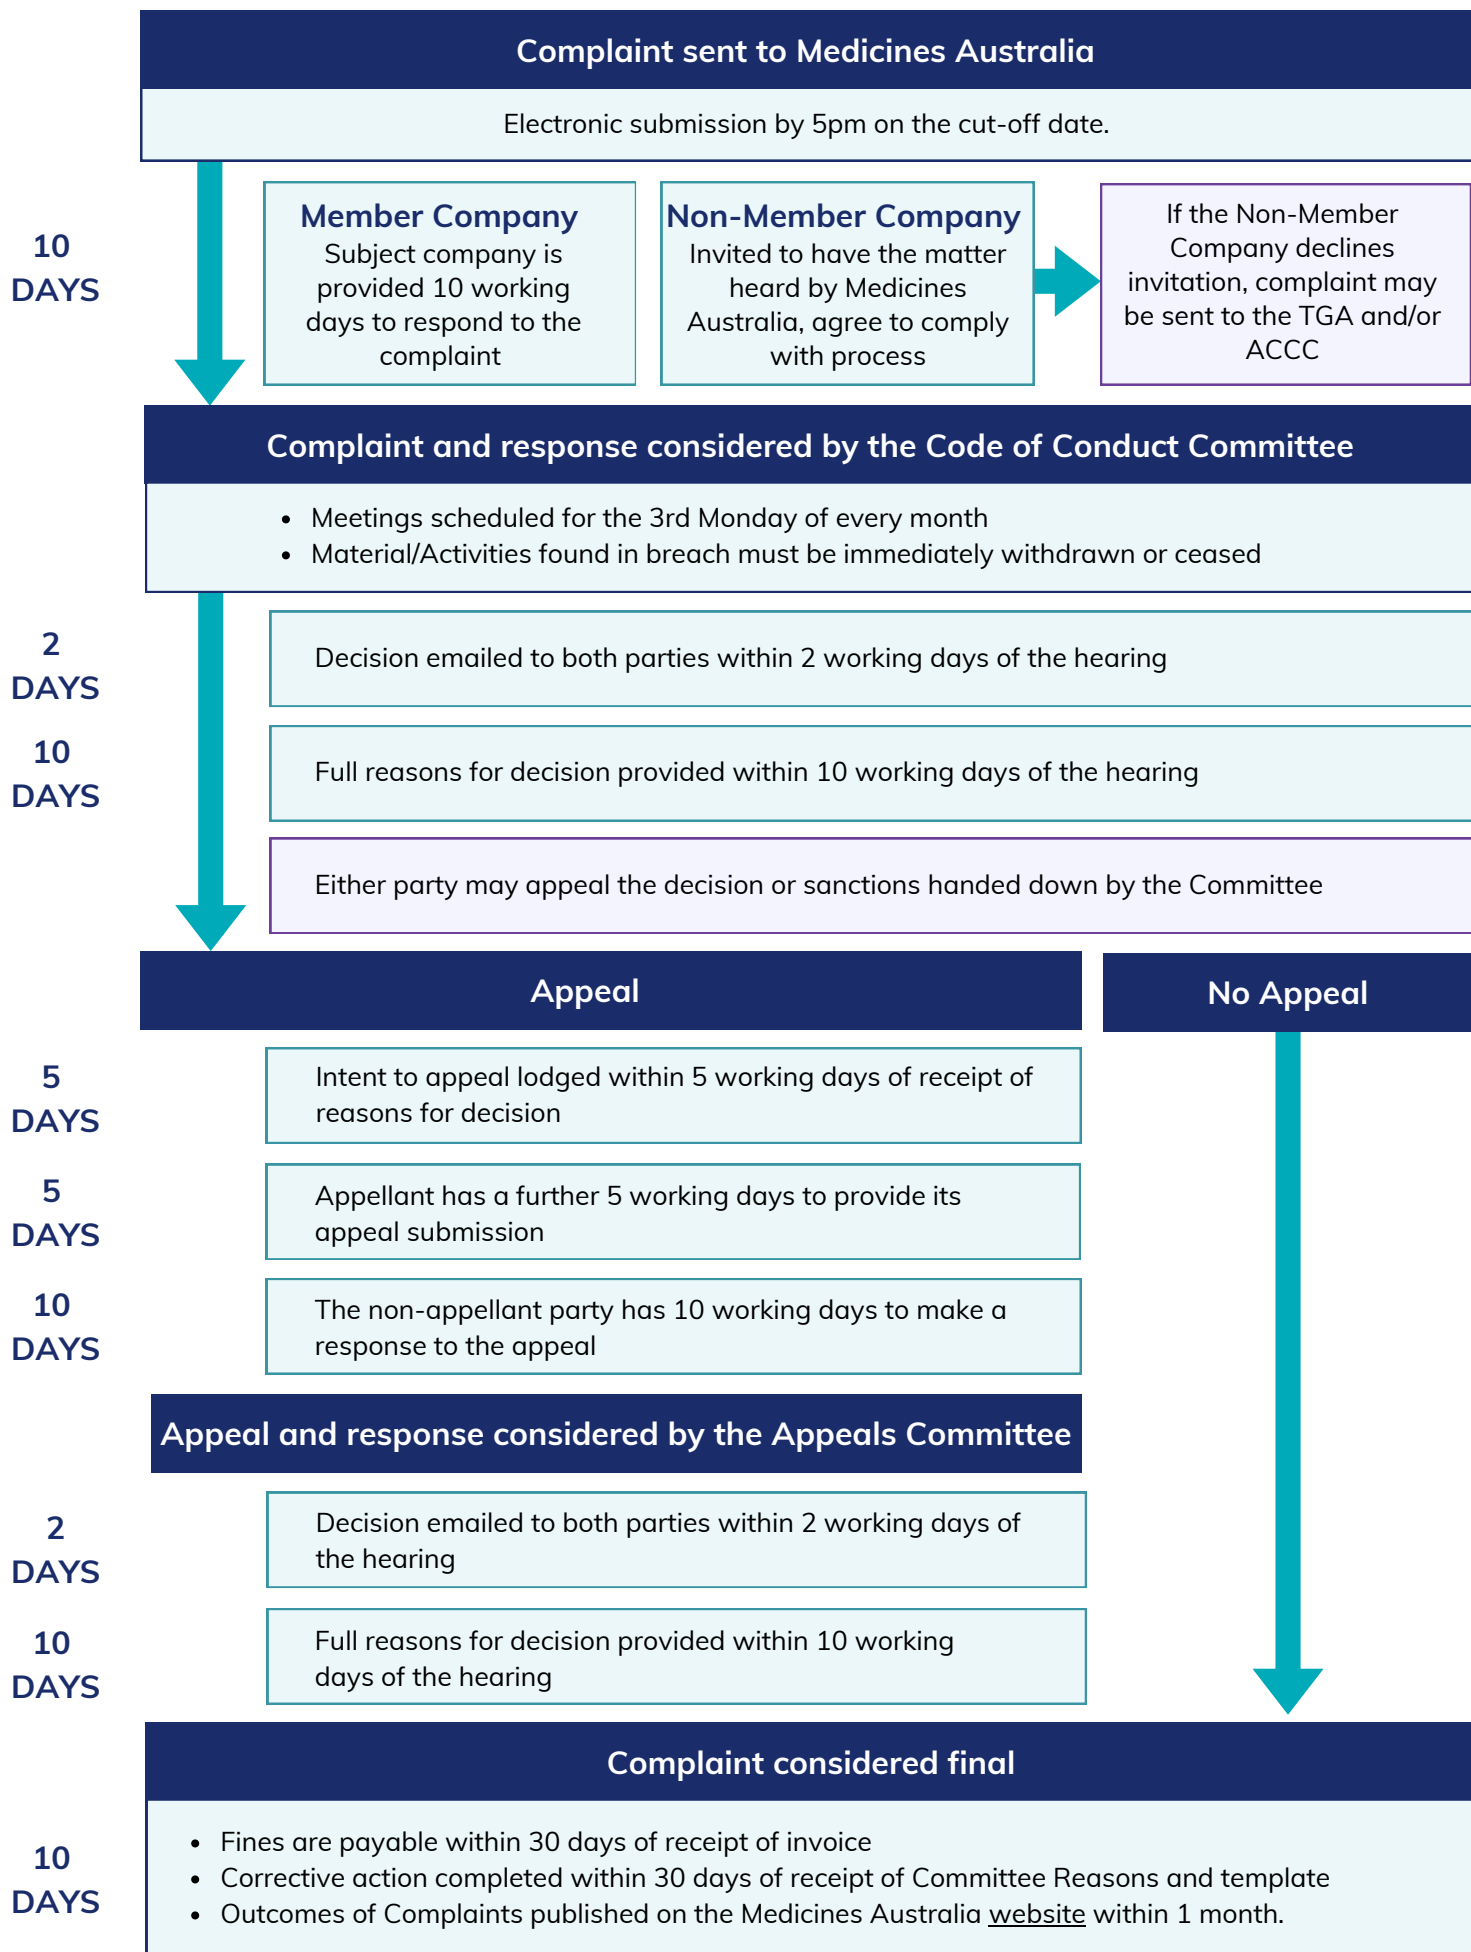 Complaint sent to Medicines Australia
Electronic submission by 5pm on the cut-off date.
10
DAYS
Member Company
Subject company is
provided 10 working
days to respond to the
complaint
Non-Member Company
Invited to have the matter
heard by Medicines
Australia, agree to comply
with process
If the Non-Member
Company declines
invitation, complaint may
be sent to the TGA and/or
ACCC
Complaint and response considered by the Code of Conduct Committee
• Meetings scheduled for the 3rd Monday of every month
• Material/Activities found in breach must be immediately withdrawn or ceased
2
DAYS
Decision emailed to both parties within 2 working days of the hearing
10
DAYS
Full reasons for decision provided within 10 working days of the hearing
Either party may appeal the decision or sanctions handed down by the Committee
Appeal
No Appeal
5
DAYS
Intent to appeal lodged within 5 working days of receipt of
reasons for decision
5
DAYS
Appellant has a further 5 working days to provide its
appeal submission
10
DAYS
The non-appellant party has 10 working days to make a
response to the appeal
Appeal and response considered by the Appeals Committee
2
DAYS
Decision emailed to both parties within 2 working days of
the hearing
10
DAYS
Full reasons for decision provided within 10 working
days of the hearing
Complaint considered final
10
DAYS
• Fines are payable within 30 days of receipt of invoice
• Corrective action completed within 30 days of receipt of Committee Reasons and template
• Outcomes of Complaints published on the Medicines Australia website within 1 month.